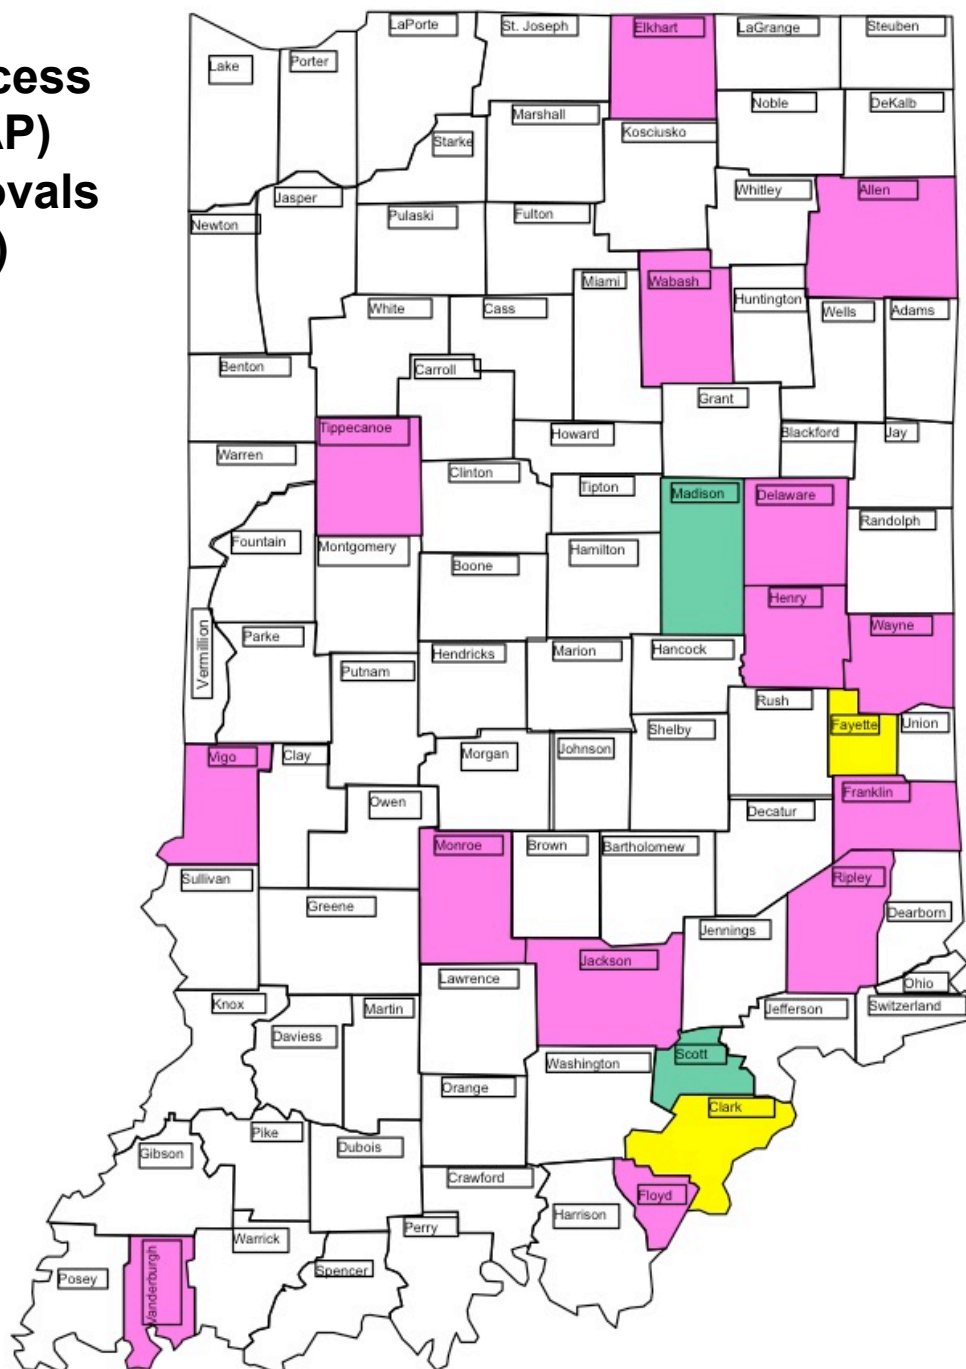 cess
AP)
ovals
)
LaPorte
St. Joseph
Elkhart
LaGrange
Steuben
Lake
Porter
Noble
DeKalb
Marshall
Kosciusko
Starke
Jasper
Whitley
Allen
Newton
Pulaski
Fulton
Miami
Wabash
Huntington
White
Cass
Wells
Adams
Benton
Carroll
Grant
Tippecanoe
Howard
Blackford
Jay
Warren
Clinton
Tipton
Madison
Delaware
Randolph
Fountain
Montgomery
Hamilton
Boone
Henry
Wayne
Vermillion
Parke
Hendricks
Marion
Hancock
Putnam
Rush
Fayette
Union
Shelby
Vigo
Clay
Morgan
Johnson
Franklin
Owen
Decatur
Monroe
Brown
Bartholomew
Sullivan
Ripley
Greene
Dearborn
Jennings
Jackson
Lawrence
Ohio
Knox
Martin
Jefferson
Switzerland
Daviess
Scott
Washington
Orange
Clark
Pike
Dubois
Gibson
Crawford
Floyd
Harrison
Perry
Warrick
Spencer
Posey
Vanderburgh